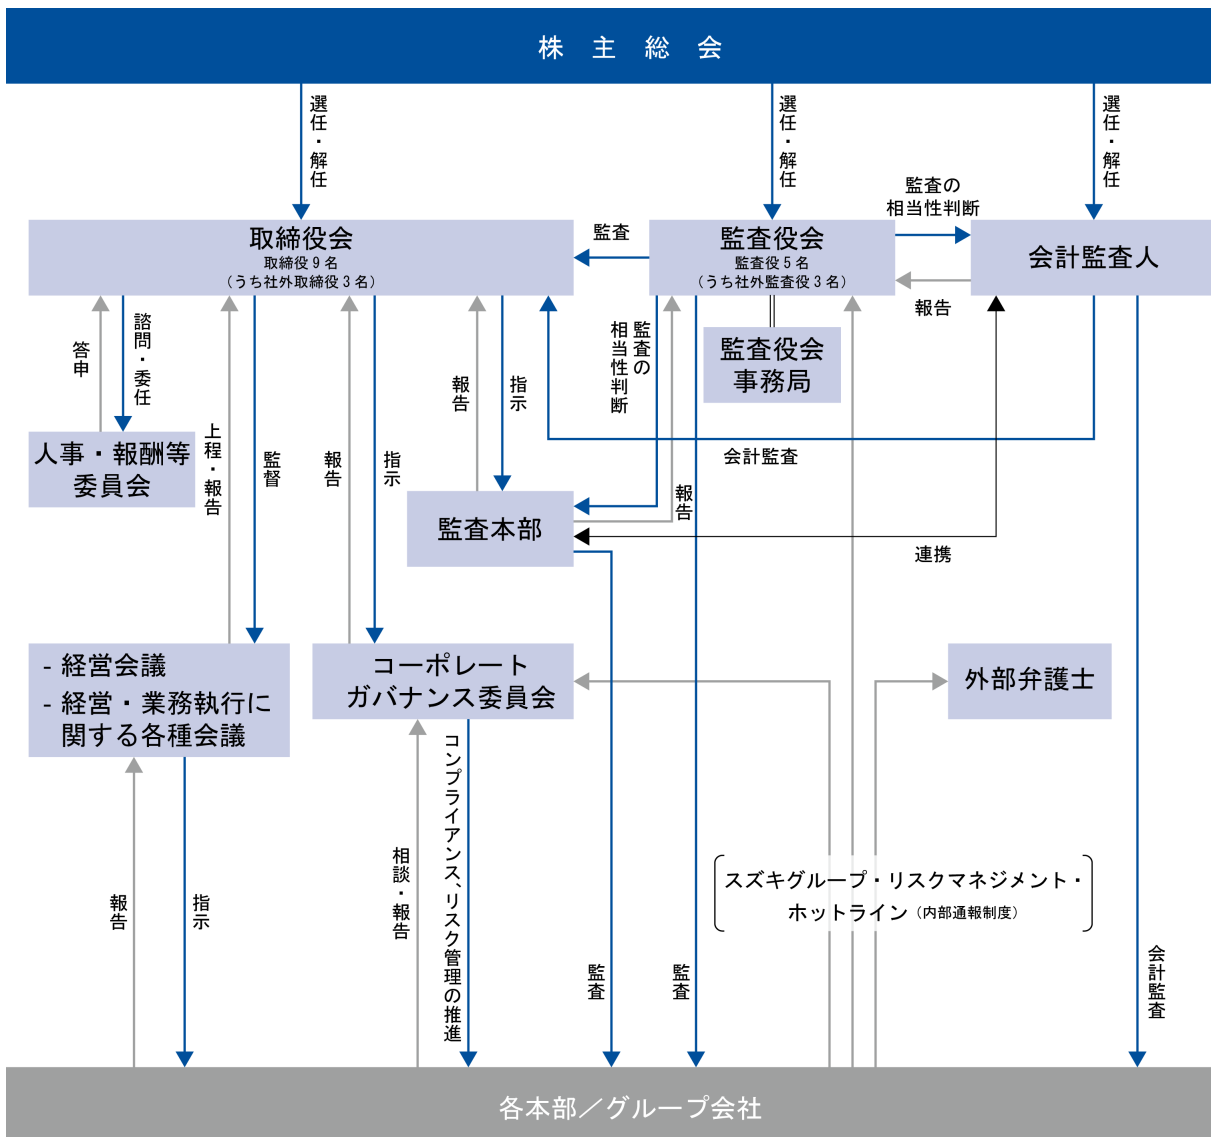 株主総会
選任・解任
選任・解任
選任・解任
取締役会
取締役9名
（うち社外取締役3名）
監査
監査役会
監査役5名
（うち社外監査役3名）
監査の
相当性判断
会計監査人
報告
答申
諮問・委任
監査の
相当性判断
監査役会
事務局
報告
指示
人事・報酬等
委員会
上程・報告
監督
報告
指示
会計監査
報告
監査本部
連携
- 経営会議
- 経営・業務執行に
関する各種会議
コーポレート
ガバナンス委員会
外部弁護士
報告
指示
相談・報告
コンプライアンス、リスク管理の推進
監査
監査
スズキグループ・リスクマネジメント・
ホットライン（内部通報制度）
会計監査
各本部／グループ会社